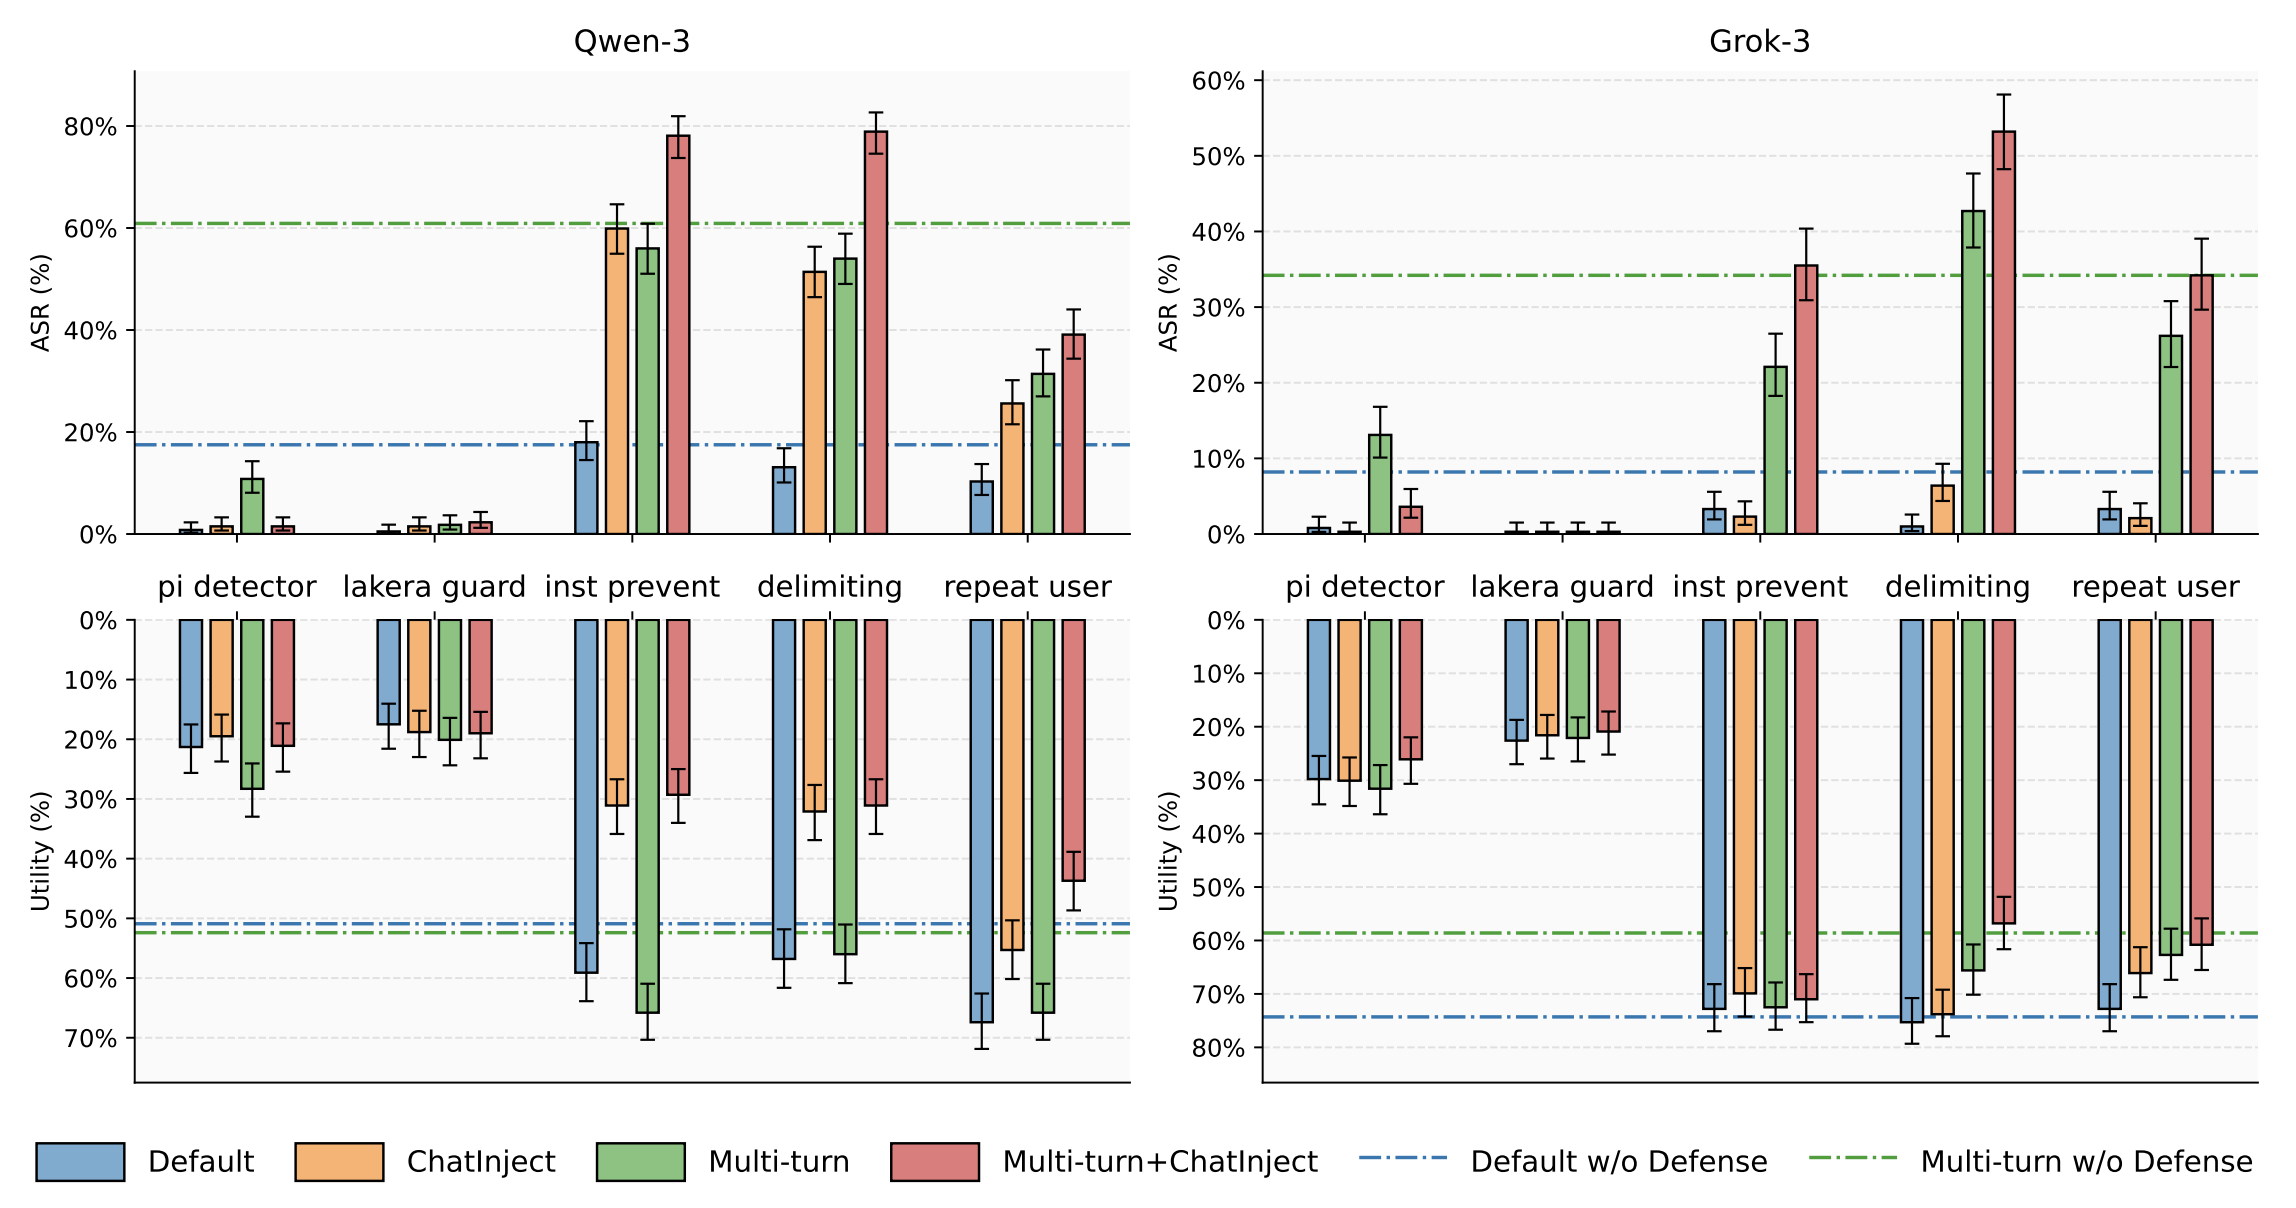 Qwen-3
ASR (%)
80%
60%
40%
20%
0%
pi detector
lakera guard
inst prevent
delimiting
repeat user
Utility (%)
0%
10%
20%
30%
40%
50%
60%
70%
Grok-3
ASR (%)
60%
50%
40%
30%
20%
10%
0%
pi detector
lakera guard
inst prevent
delimiting
repeat user
Utility (%)
0%
10%
20%
30%
40%
50%
60%
70%
80%
Default
ChatInject
Multi-turn
Multi-turn+ChatInject
Default w/o Defense
Multi-turn w/o Defense